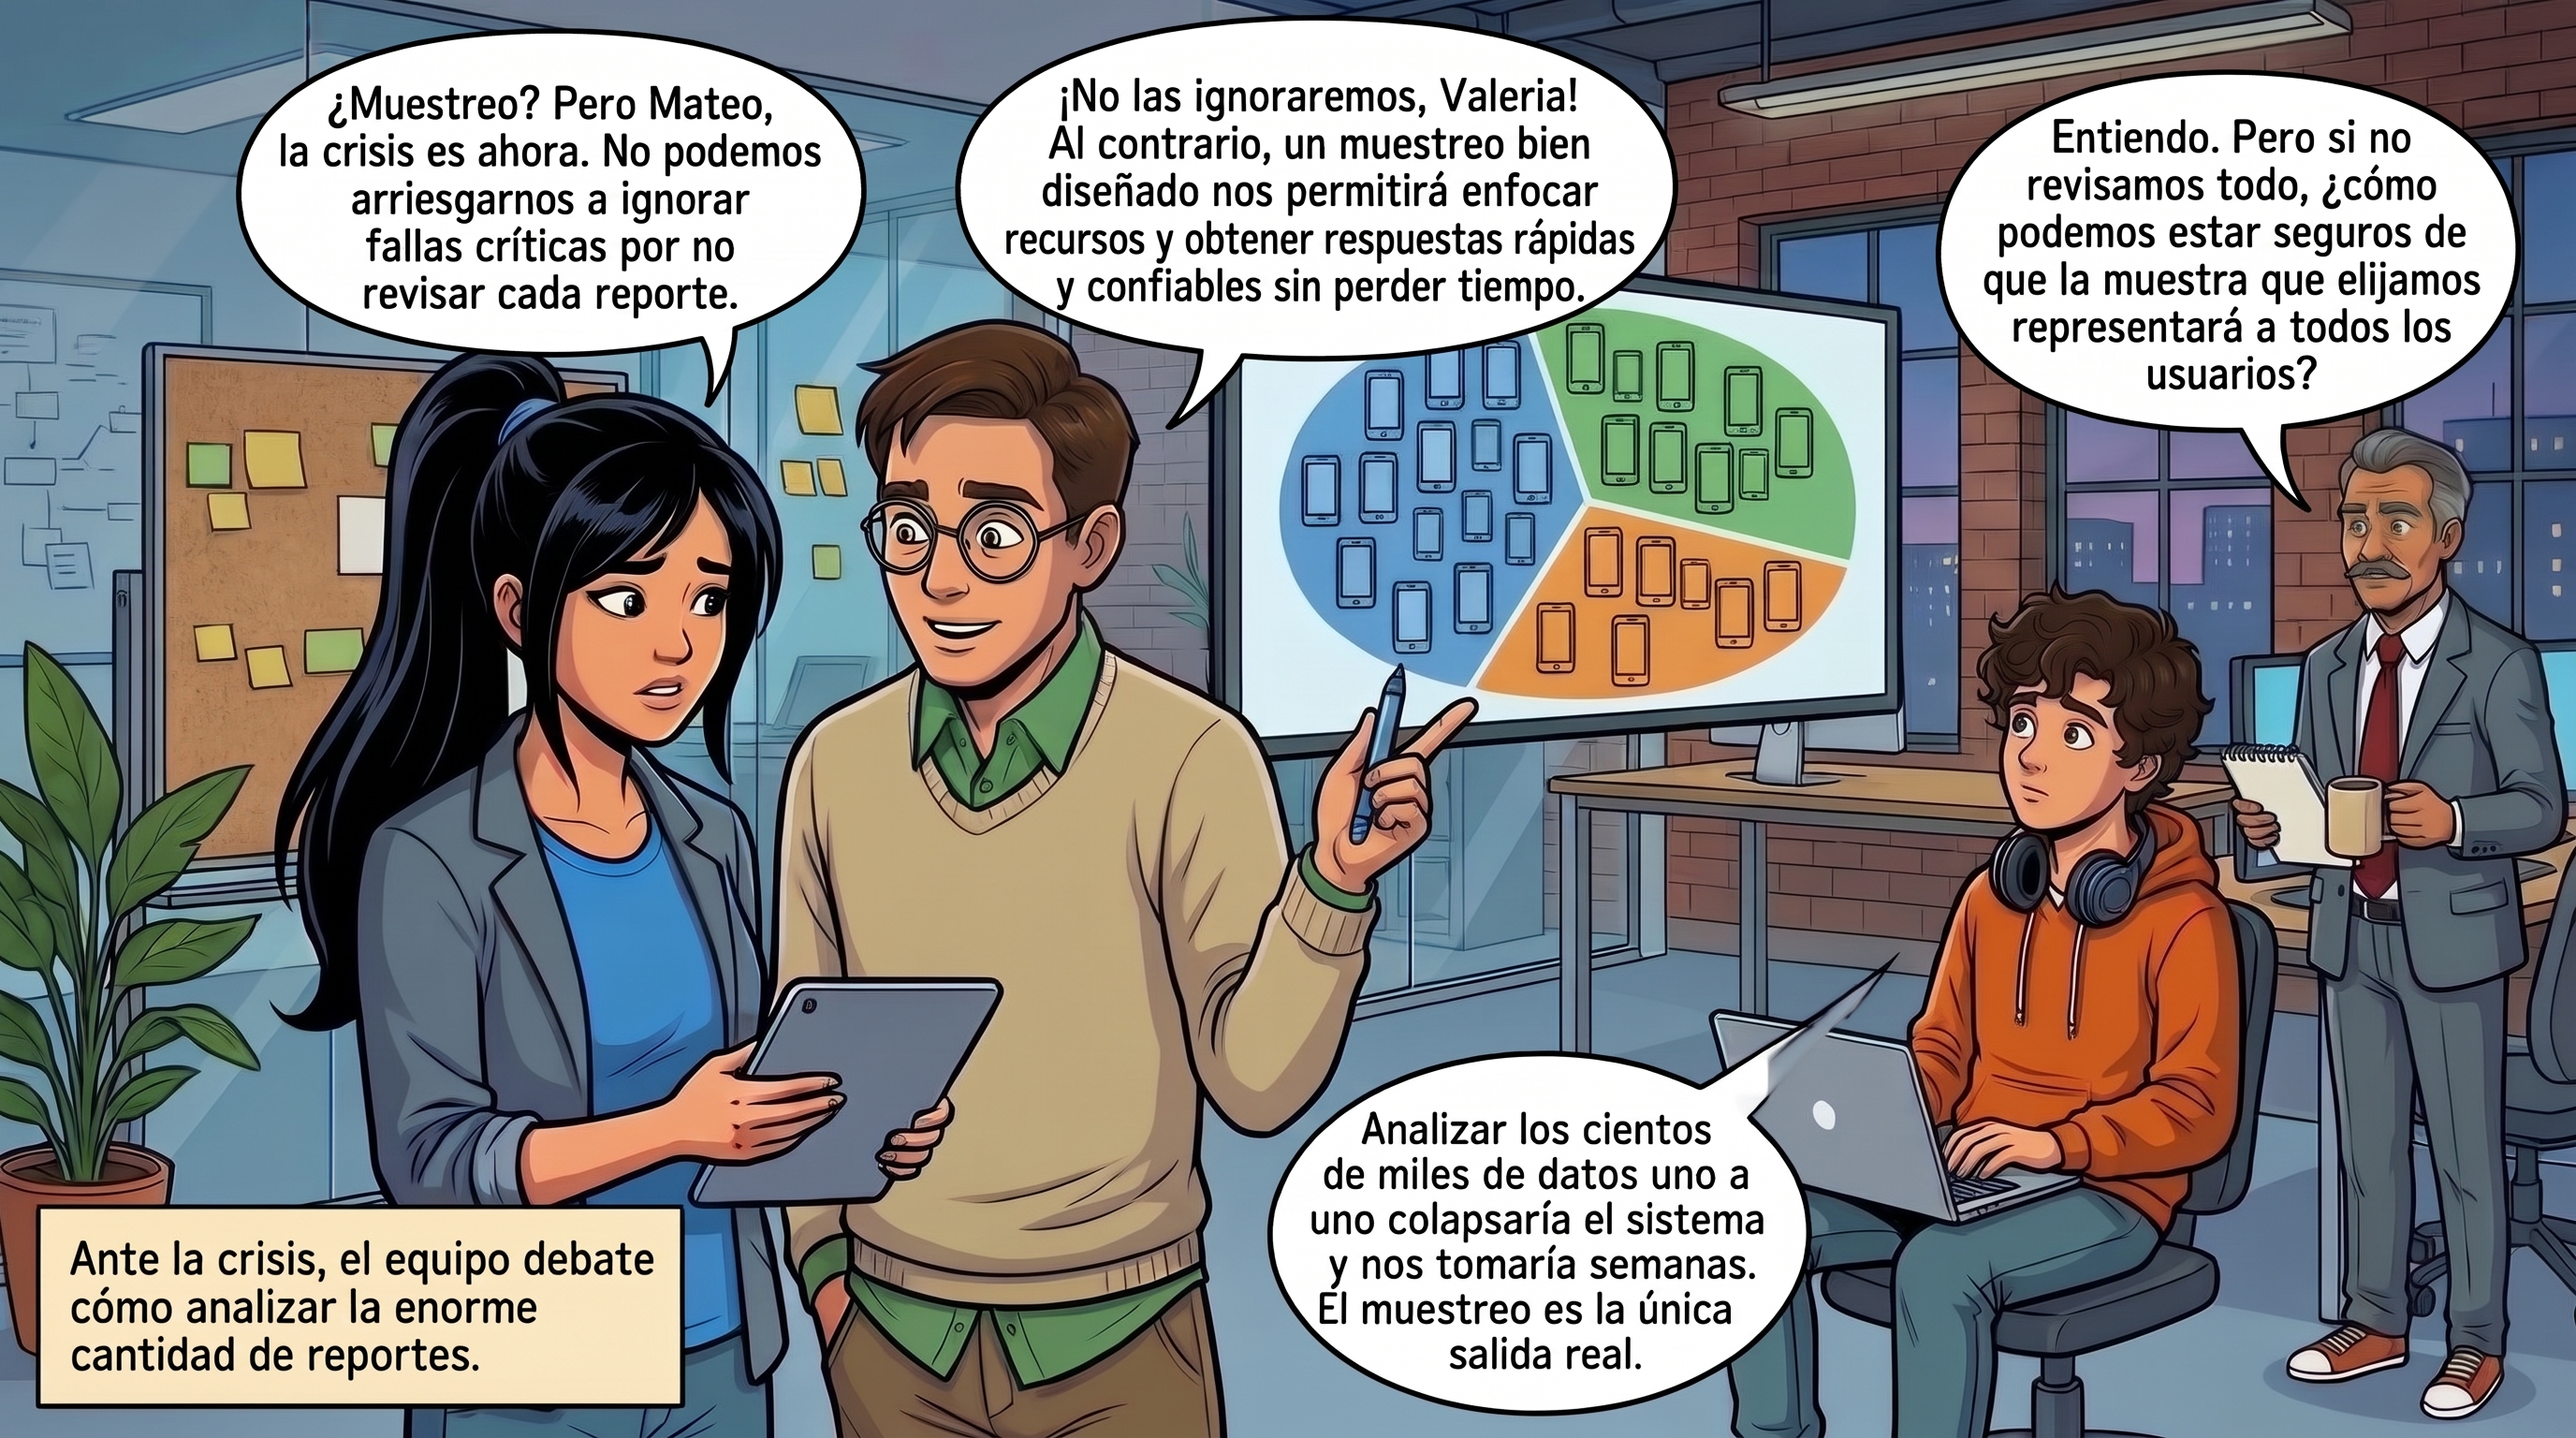 ¿Muestreo? Pero Mateo,
la crisis es ahora. No podemos
arriesgarnos a ignorar
fallas críticas por no
revisar cada reporte.
¡No las ignoraremos, Valeria!
Al contrario, un muestreo bien
diseñado nos permitirá enfocar
recursos y obtener respuestas rápidas
y confiables sin perder tiempo.
Entiendo. Pero si no
revisamos todo, ¿cómo
podemos estar seguros de
que la muestra que elijamos
representará a todos los
usuarios?
Analizar los cientos
de miles de datos uno a
uno colapsaría el sistema
y nos tomaría semanas.
El muestreo es la única
salida real.
Ante la crisis, el equipo debate
cómo analizar la enorme
cantidad de reportes.